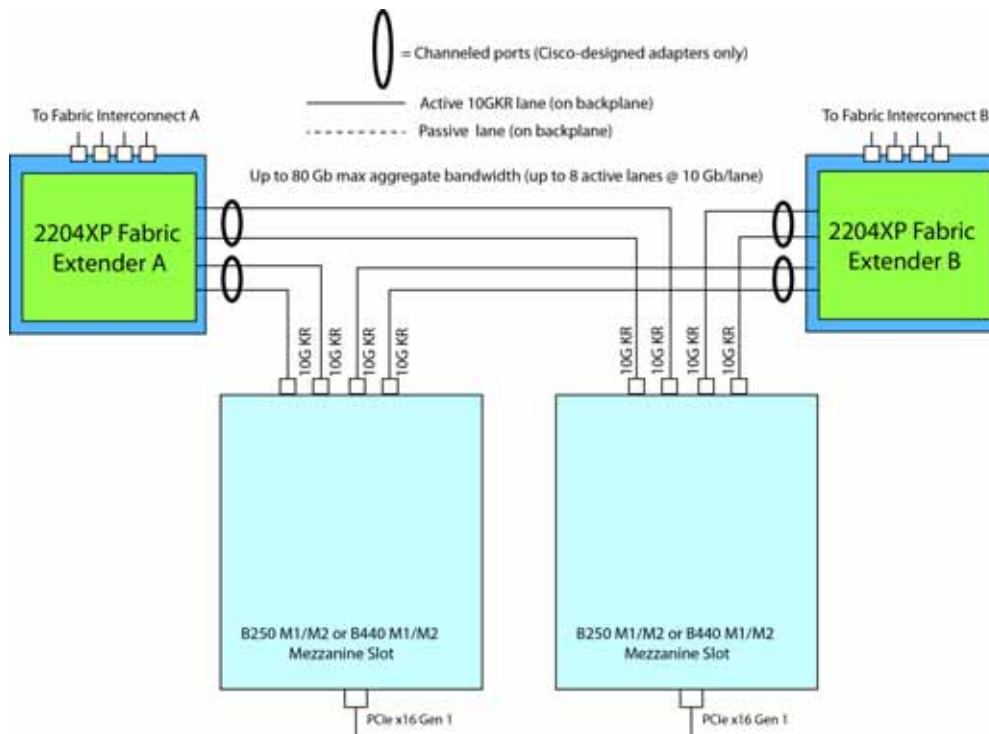 = Channeled ports (Cisco-designed adapters only)
Active 10GKR lane (on backplane)
Passive lane (on backplane)
To Fabric Interconnect A
To Fabric Interconnect B
Up to 80 Gb max aggregate bandwidth (up to 8 active lanes @ 10 Gb/lane)
2204XP Fabric
Extender A
2204XP Fabric
Extender B
10G KR
10G KR
10G KR
10G KR
10G KR
10G KR
10G KR
10G KR
B250 M1/M2 or B440 M1/M2
Mezzanine Slot
B250 M1/M2 or B440 M1/M2
Mezzanine Slot
PCIe x16 Gen 1
PCIe x16 Gen 1